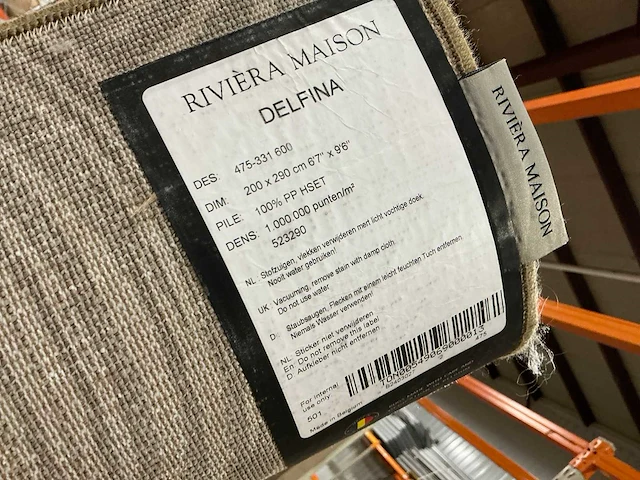 RIVIÈRA MAISON
DELFINA
DES: 475-331 600
DIM: 200 x 290 cm 6'7" x 9'6"
PILE: 100% PP HSET
DENS: 1.000.000 punten/m²
523290
NL: Stofzuigen, vlekken verwijderen met licht vochtige doek.
Nooit water gebruiken!
UK: Vacuuming, remove stain with damp cloth
Do not use water.
D: Staubsaugen, Flecken mit einem leicht feuchten Tuch entfernen
Niemals Wasser verwenden!
NL: Sticker niet verwijderen
En: Do not remove this label
D: Aufkleber nicht entfernen
For internal
use only:
501
475
Made in Belgium
RIVIÈRA MAISON